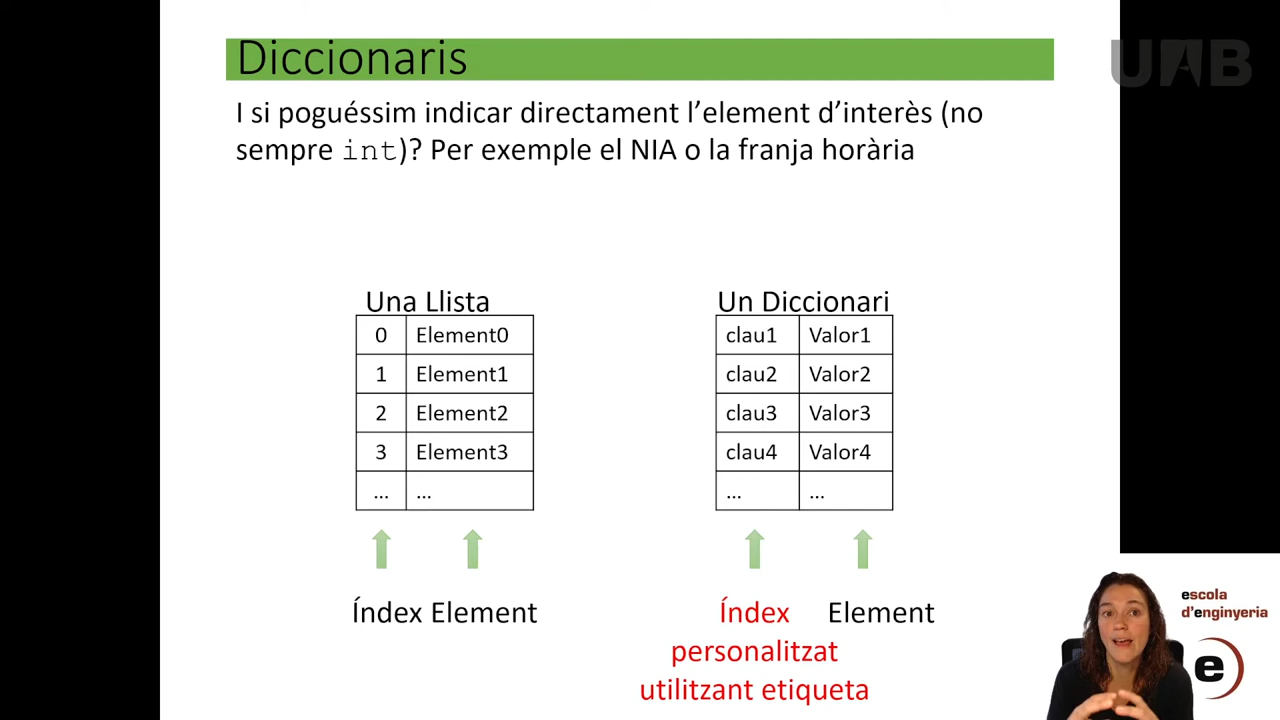 Diccionaris
UAB
I si poguéssim indicar directament l'element d'interès (no
sempre int)? Per exemple el NIA o la franja horària
Una Llista
0 Element0
1 Element1
2 Element2
3 Element3
... ...
Índex Element
Un Diccionari
clau1 Valor1
clau2 Valor2
clau3 Valor3
clau4 Valor4
... ...
Índex Element
personalitzat
utilitzant etiqueta
escola
d'enginyeria
e